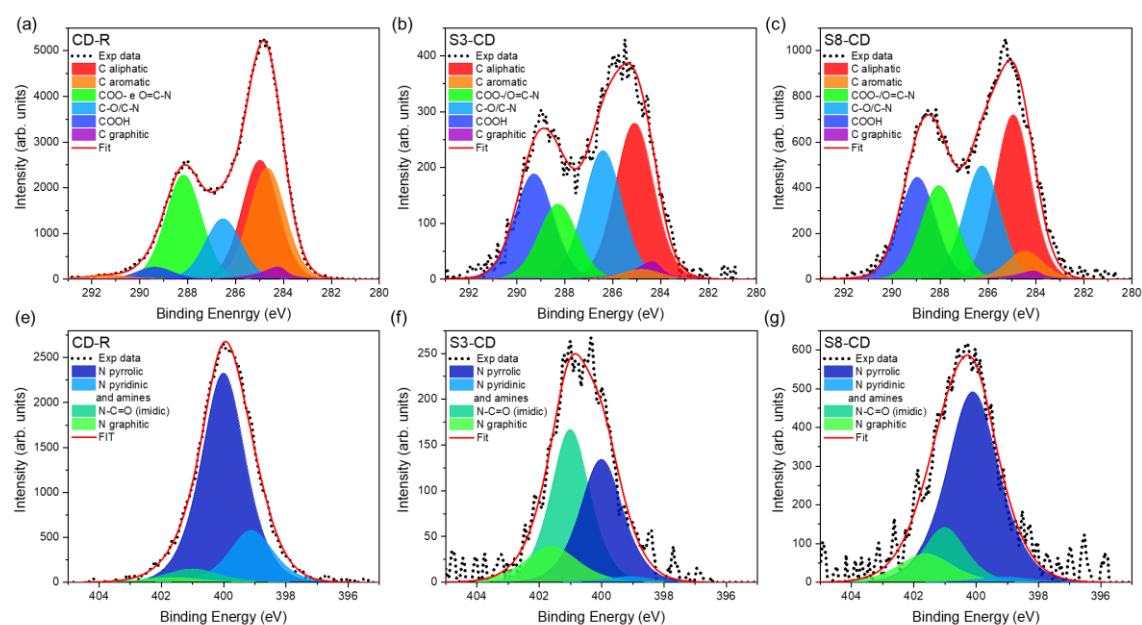 (a)
CD-R
Exp data
C aliphatic
C aromatic
COO- e O=C-N
C-O/C-N
COOH
C graphitic
Fit
Intensity (arb. units)
5000
4000
3000
2000
1000
0
292 290 288 286 284 282 280
Binding Enenrgy (eV)
(b)
S3-CD
Exp data
C aliphatic
C aromatic
COO-/O=C-N
C-O/C-N
COOH
C graphitic
Fit
Intensity (arb. units)
400
300
200
100
0
292 290 288 286 284 282 280
Binding Energy (eV)
(c)
S8-CD
Exp data
C aliphatic
C aromatic
COO-/O=C-N
C-O/C-N
COOH
C graphitic
Fit
Intensity (arb. units)
1000
800
600
400
200
0
292 290 288 286 284 282 280
Binding Energy (eV)
(e)
CD-R
Exp data
N pyrrolic
N pyridinic
and amines
N-C=O (imidic)
N graphitic
FIT
Intensity (arb. units)
2500
2000
1500
1000
500
0
404 402 400 398 396
Binding Energy (eV)
(f)
S3-CD
Exp data
N pyrrolic
N pyridinic
and amines
N-C=O (imidic)
N graphitic
Fit
Intensity (arb. units)
250
200
150
100
50
0
404 402 400 398 396
Binding Energy (eV)
(g)
S8-CD
Exp data
N pyrrolic
N pyridinic
and amines
N-C=O (imidic)
N graphitic
Fit
Intensity (arb. units)
600
500
400
300
200
100
0
404 402 400 398 396
Binding Energy (eV)